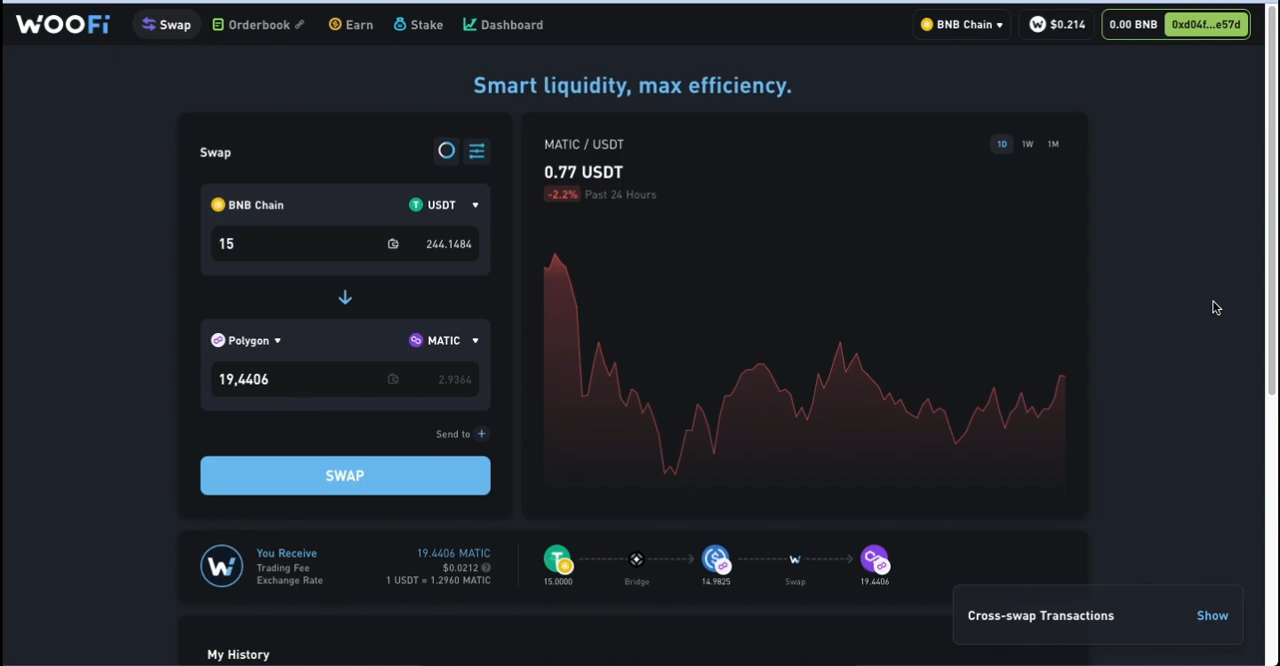 WOOFi Swap Orderbook Earn Stake Dashboard BNB Chain $0.214 0.00 BNB 0xd04f...e57d
Smart liquidity, max efficiency.
Swap
BNB Chain USDT
15 244.1484
Polygon MATIC
19,4406 2.9364
Send to +
SWAP
MATIC / USDT 1D 1W 1M
0.77 USDT
-2.2% Past 24 Hours
You Receive 19.4406 MATIC
Trading Fee $0.0212
Exchange Rate 1 USDT = 1.2960 MATIC
15.0000 Bridge 14.9825 Swap 19.4406
Cross-swap Transactions Show
My History